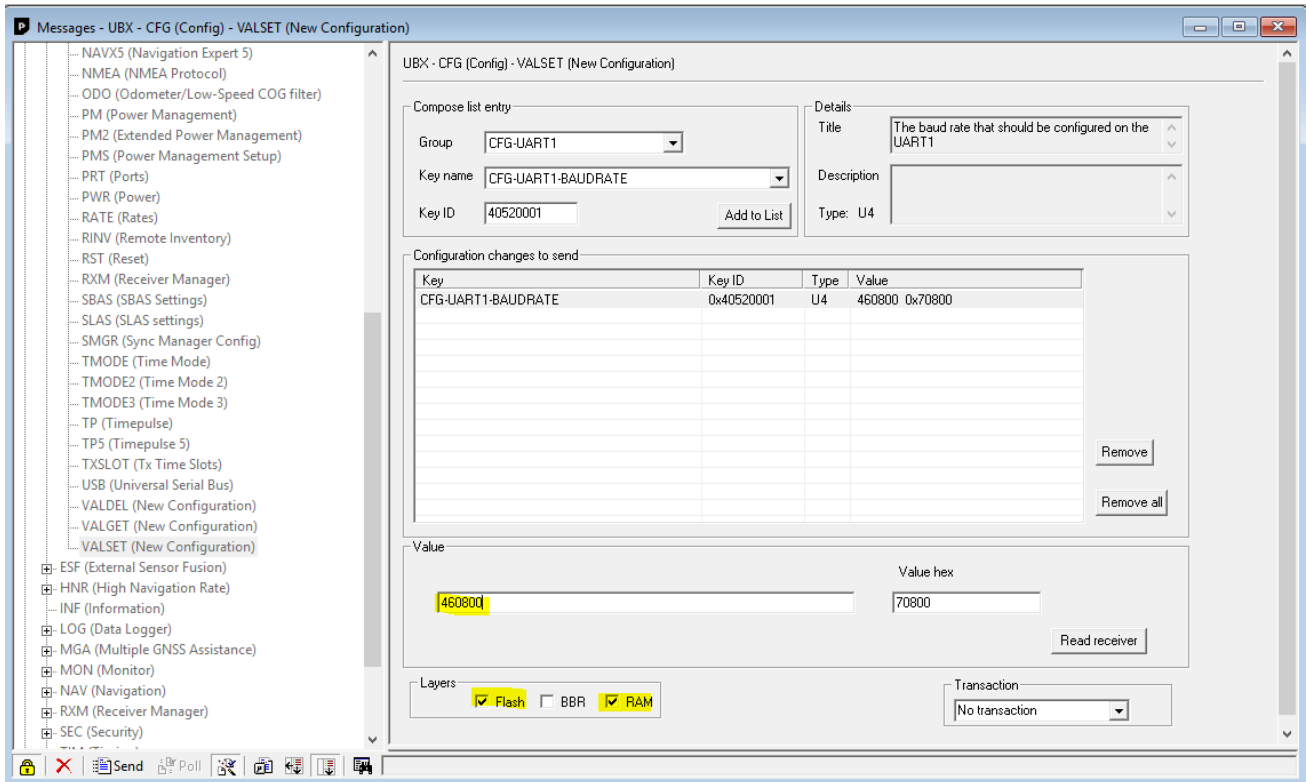 Messages - UBX - CFG (Config) - VALSET (New Configuration)
NAVX5 (Navigation Expert 5)
NMEA (NMEA Protocol)
ODO (Odometer/Low-Speed COG filter)
PM (Power Management)
PM2 (Extended Power Management)
PMS (Power Management Setup)
PRT (Ports)
PWR (Power)
RATE (Rates)
RINV (Remote Inventory)
RST (Reset)
RXM (Receiver Manager)
SBAS (SBAS Settings)
SLAS (SLAS settings)
SMGR (Sync Manager Config)
TMODE (Time Mode)
TMODE2 (Time Mode 2)
TMODE3 (Time Mode 3)
TP (Timepulse)
TP5 (Timepulse 5)
TXSLOT (Tx Time Slots)
USB (Universal Serial Bus)
VALDEL (New Configuration)
VALGET (New Configuration)
VALSET (New Configuration)
ESF (External Sensor Fusion)
HNR (High Navigation Rate)
INF (Information)
LOG (Data Logger)
MGA (Multiple GNSS Assistance)
MON (Monitor)
NAV (Navigation)
RXM (Receiver Manager)
SEC (Security)
UBX - CFG (Config) - VALSET (New Configuration)
Compose list entry
Group CFG-UART1
Key name CFG-UART1-BAUDRATE
Key ID 40520001 Add to List
Details
Title The baud rate that should be configured on the
UART1
Description
Type: U4
Configuration changes to send
Key Key ID Type Value
CFG-UART1-BAUDRATE 0x40520001 U4 460800 0x70800
Remove
Remove all
Value
Value hex
460800 70800
Read receiver
Layers
Flash BBR RAM
Transaction
No transaction
Send Poll